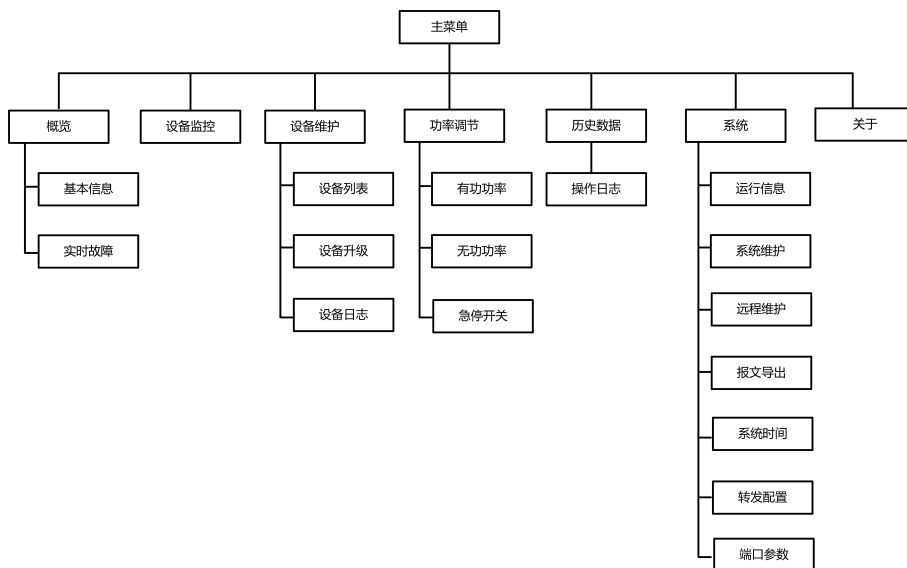 主菜单
概览
设备监控
设备维护
功率调节
历史数据
系统
关于
基本信息
设备列表
有功功率
操作日志
运行信息
实时故障
设备升级
无功功率
系统维护
设备日志
急停开关
远程维护
报文导出
系统时间
转发配置
端口参数